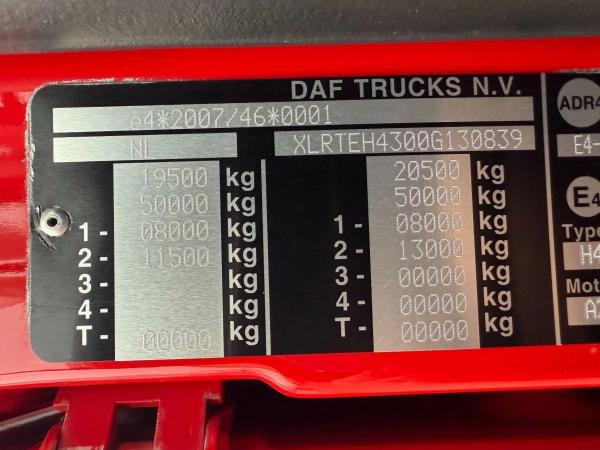 DAF TRUCKS N.V.
e4*2007/46*0001
NL XLRTEH4300G130839
19500 kg 20500 kg
50000 kg 50000 kg
1 - 08000 kg 1 - 08000 kg
2 - 11500 kg 2 - 13000 kg
3 - kg 3 - 00000 kg
4 - kg 4 - 00000 kg
T - 00000 kg T - 00000 kg
ADR4
E4-
E4
Type
H4
Mot